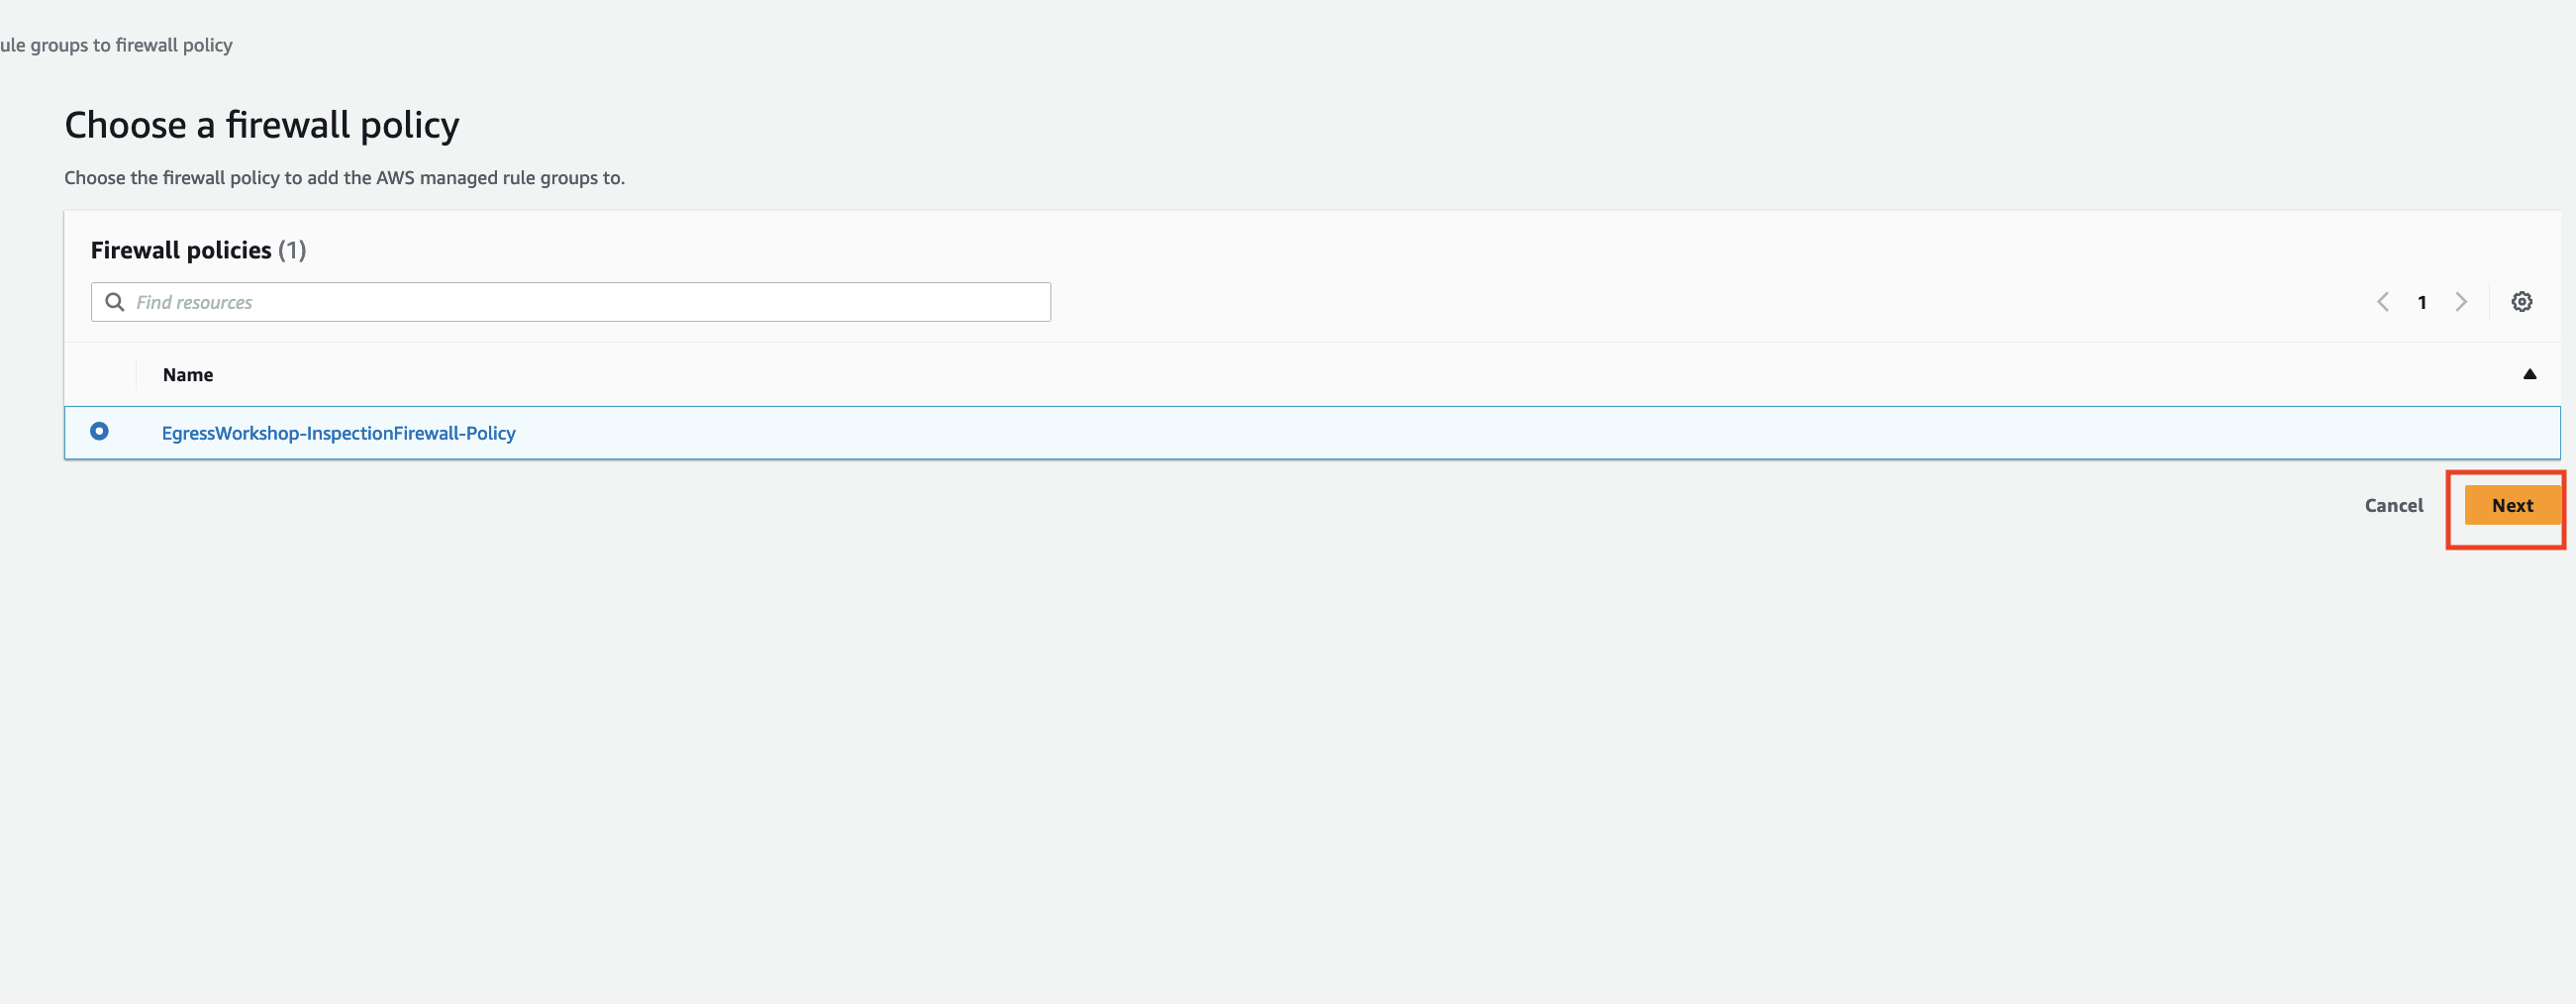 ule groups to firewall policy
Choose a firewall policy
Choose the firewall policy to add the AWS managed rule groups to.
Firewall policies (1)
Find resources
1
Name
EgressWorkshop-InspectionFirewall-Policy
Cancel
Next